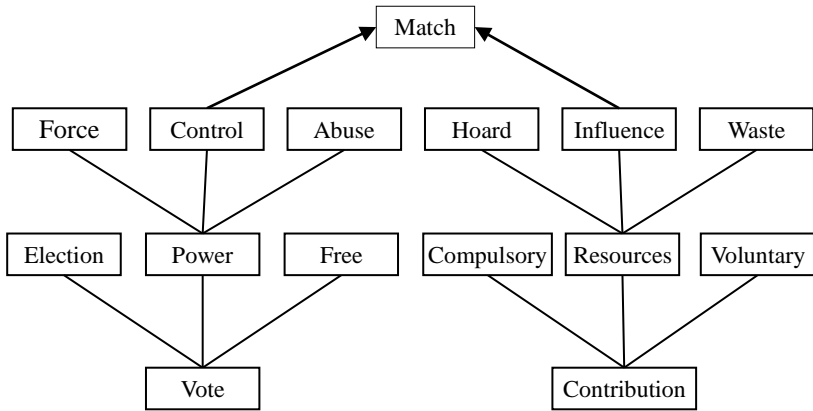 Match
Force Control Abuse Hoard Influence Waste
Election Power Free Compulsory Resources Voluntary
Vote Contribution